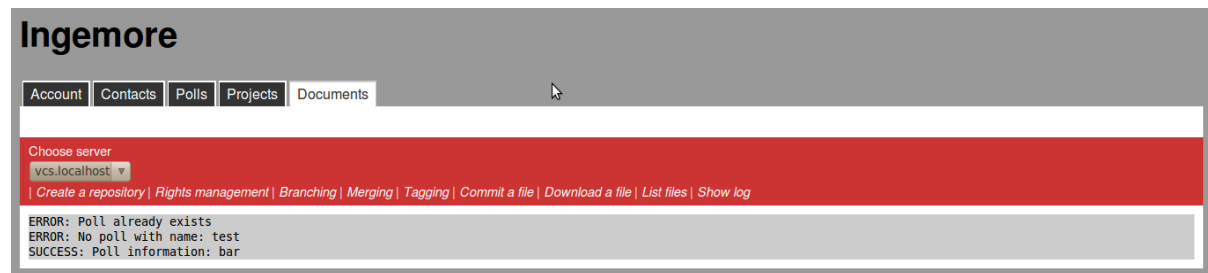 Ingemore
Account Contacts Polls Projects Documents
Choose server
vcs.localhost
| Create a repository | Rights management | Branching | Merging | Tagging | Commit a file | Download a file | List files | Show log
ERROR: Poll already exists
ERROR: No poll with name: test
SUCCESS: Poll information: bar